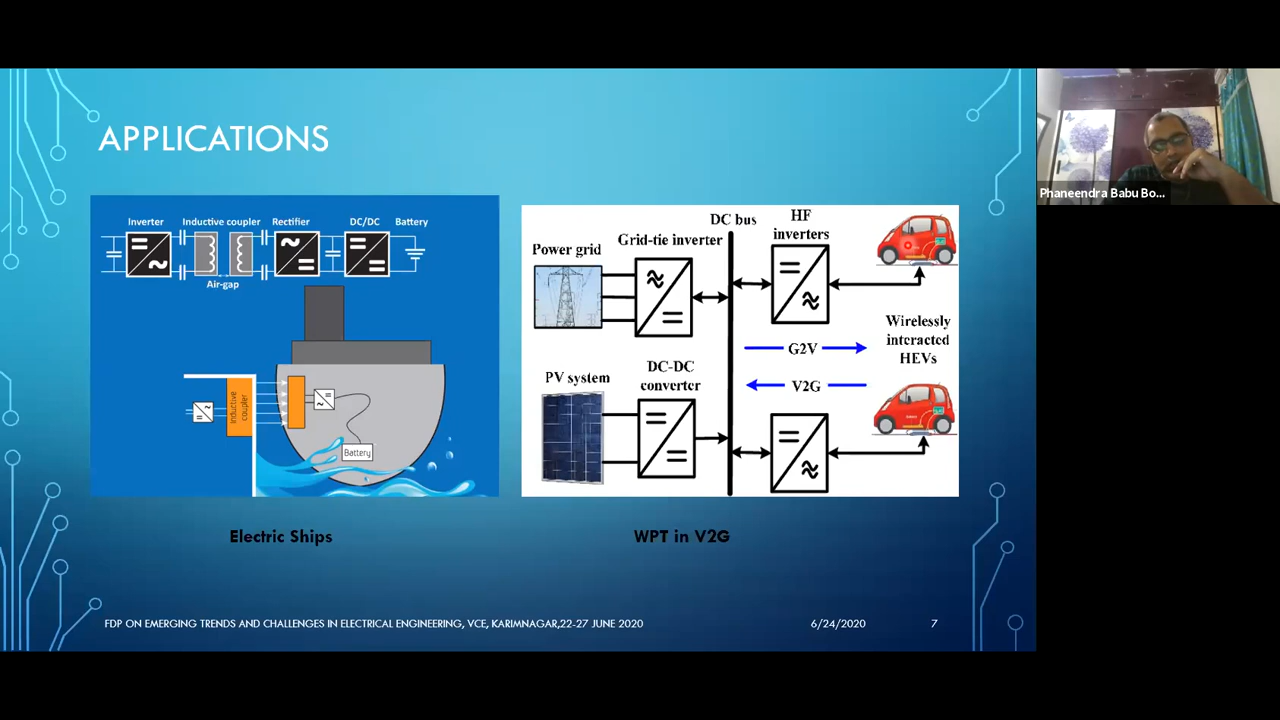 APPLICATIONS
Inverter
Inductive coupler
Rectifier
DC/DC
Battery
Air-gap
Inductive
coupler
Battery
Electric Ships
DC bus
HF
inverters
Grid-tie inverter
Power grid
Wirelessly
interacted
HEVs
G2V
V2G
DC-DC
converter
PV system
WPT in V2G
FDP ON EMERGING TRENDS AND CHALLENGES IN ELECTRICAL ENGINEERING, VCE, KARIMNAGAR,22-27 JUNE 2020
6/24/2020
7
Phaneendra Babu Bo...